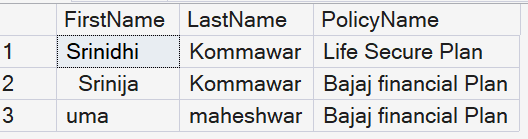 FirstName LastName PolicyName
1 Srinidhi Kommawar Life Secure Plan
2 Srinija Kommawar Bajaj financial Plan
3 uma maheshwar Bajaj financial Plan